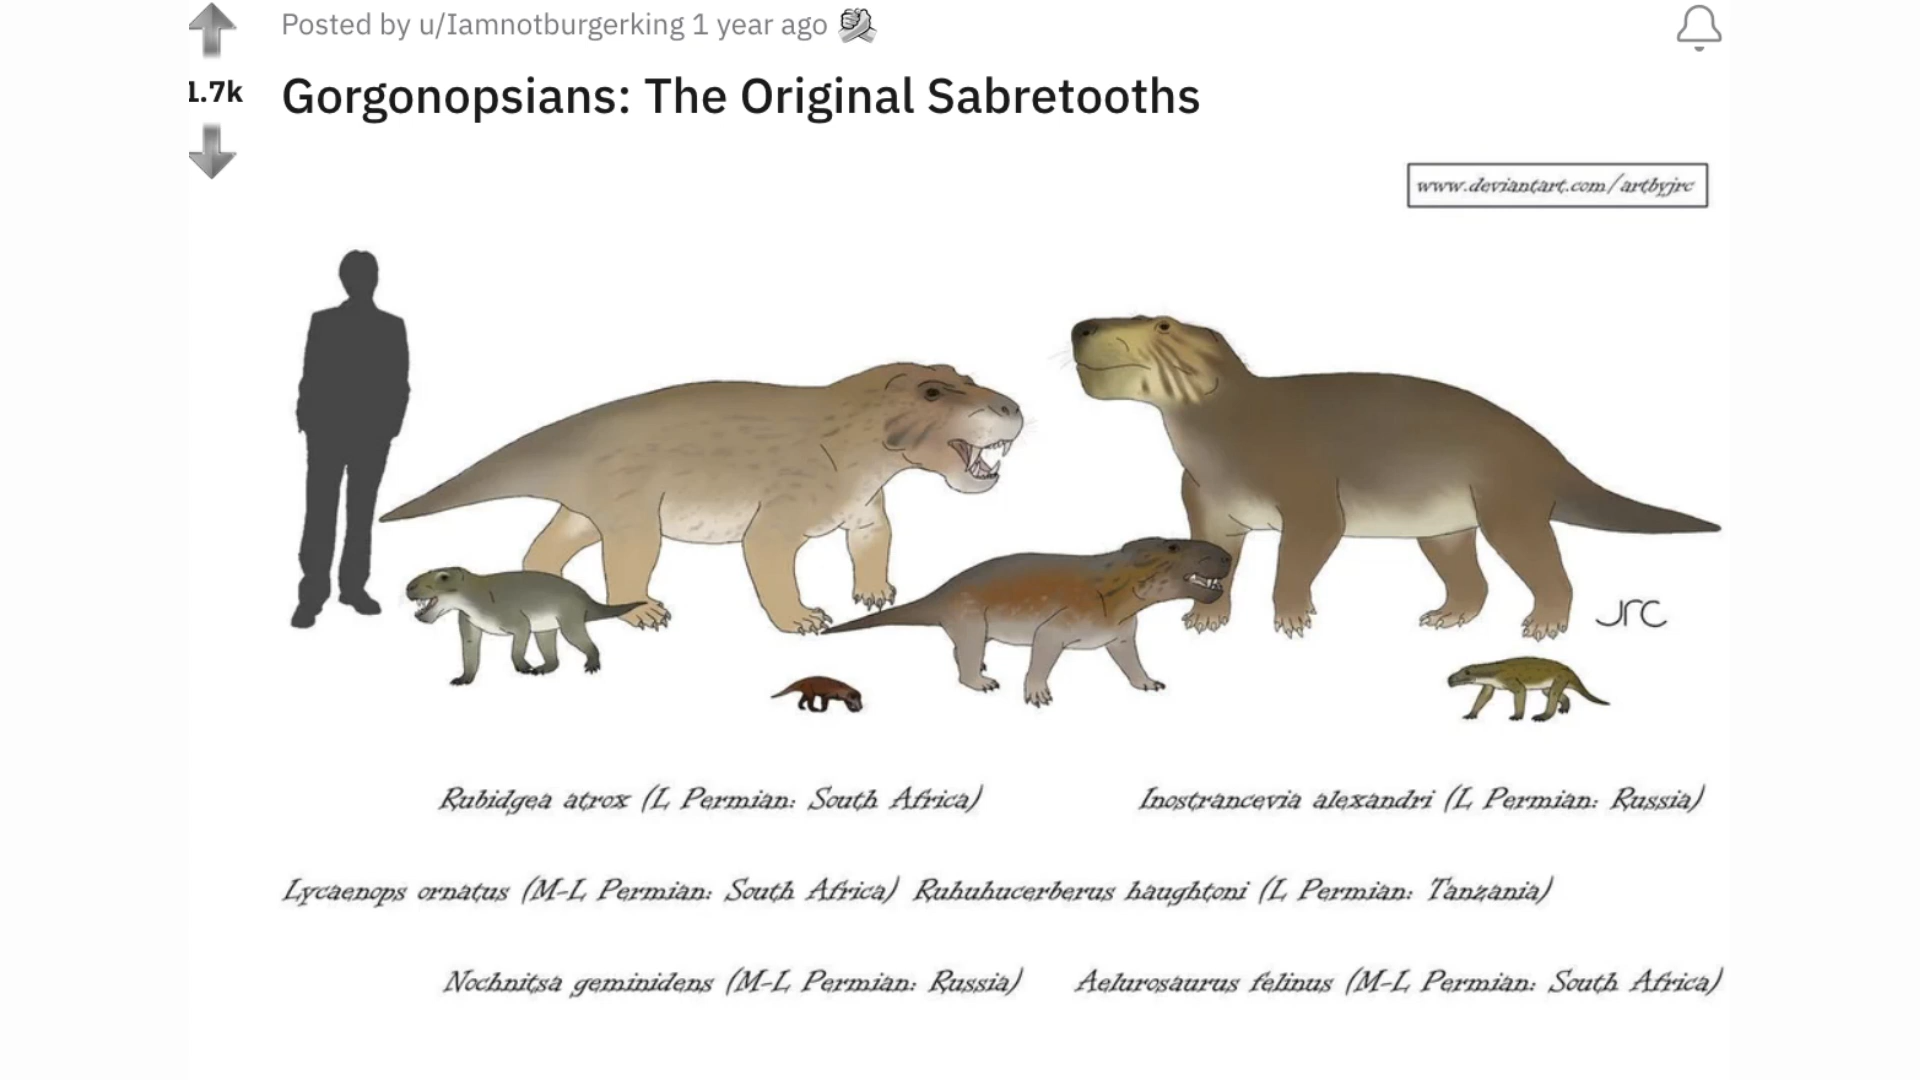 Posted by u/Iamnotburgerking 1 year ago
1.7k
Gorgonopsians: The Original Sabretooths
www.deviantart.com/artbyjrc
JrC
Rubidgea atrox (L Permian: South Africa)
Inostrancevia alexandri (L Permian: Russia)
Lycaenops ornatus (M-L Permian: South Africa)
Ruhuhucerberus haughtoni (L Permian: Tanzania)
Nochnitsa geminidens (M-L Permian: Russia)
Aelurosaurus felinus (M-L Permian: South Africa)